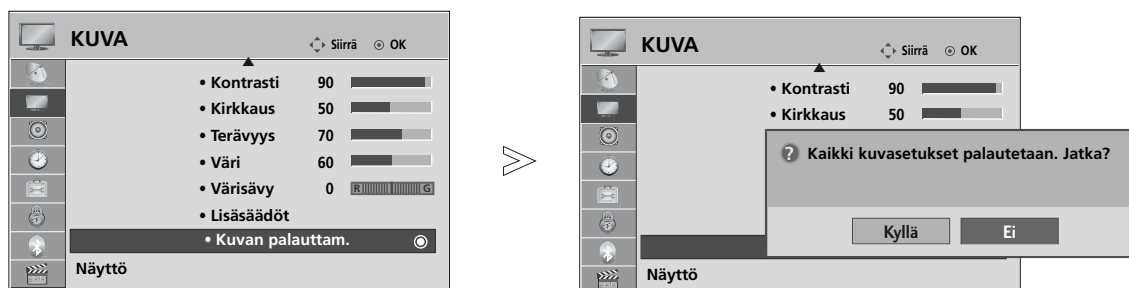 KUVA
Siirrä OK
• Kontrasti 90
• Kirkkaus 50
• Terävyys 70
• Väri 60
• Värisävy 0 R G
• Lisäsäädöt
• Kuvan palauttam.
Näyttö
KUVA
Siirrä OK
• Kontrasti 90
• Kirkkaus 50
? Kaikki kuvasetukset palautetaan. Jatka?
Kyllä Ei
Näyttö